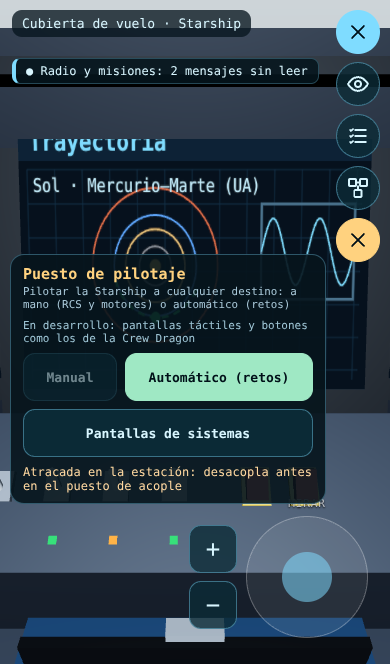 Cubierta de vuelo · Starship
● Radio y misiones: 2 mensajes sin leer
Trayectoria
Sol · Mercurio–Marte (UA)
Puesto de pilotaje
Pilotar la Starship a cualquier destino: a
mano (RCS y motores) o automático (retos)
En desarrollo: pantallas táctiles y botones
como los de la Crew Dragon
Manual
Automático (retos)
Pantallas de sistemas
Atracada en la estación: desacopla antes
en el puesto de acople
+
−